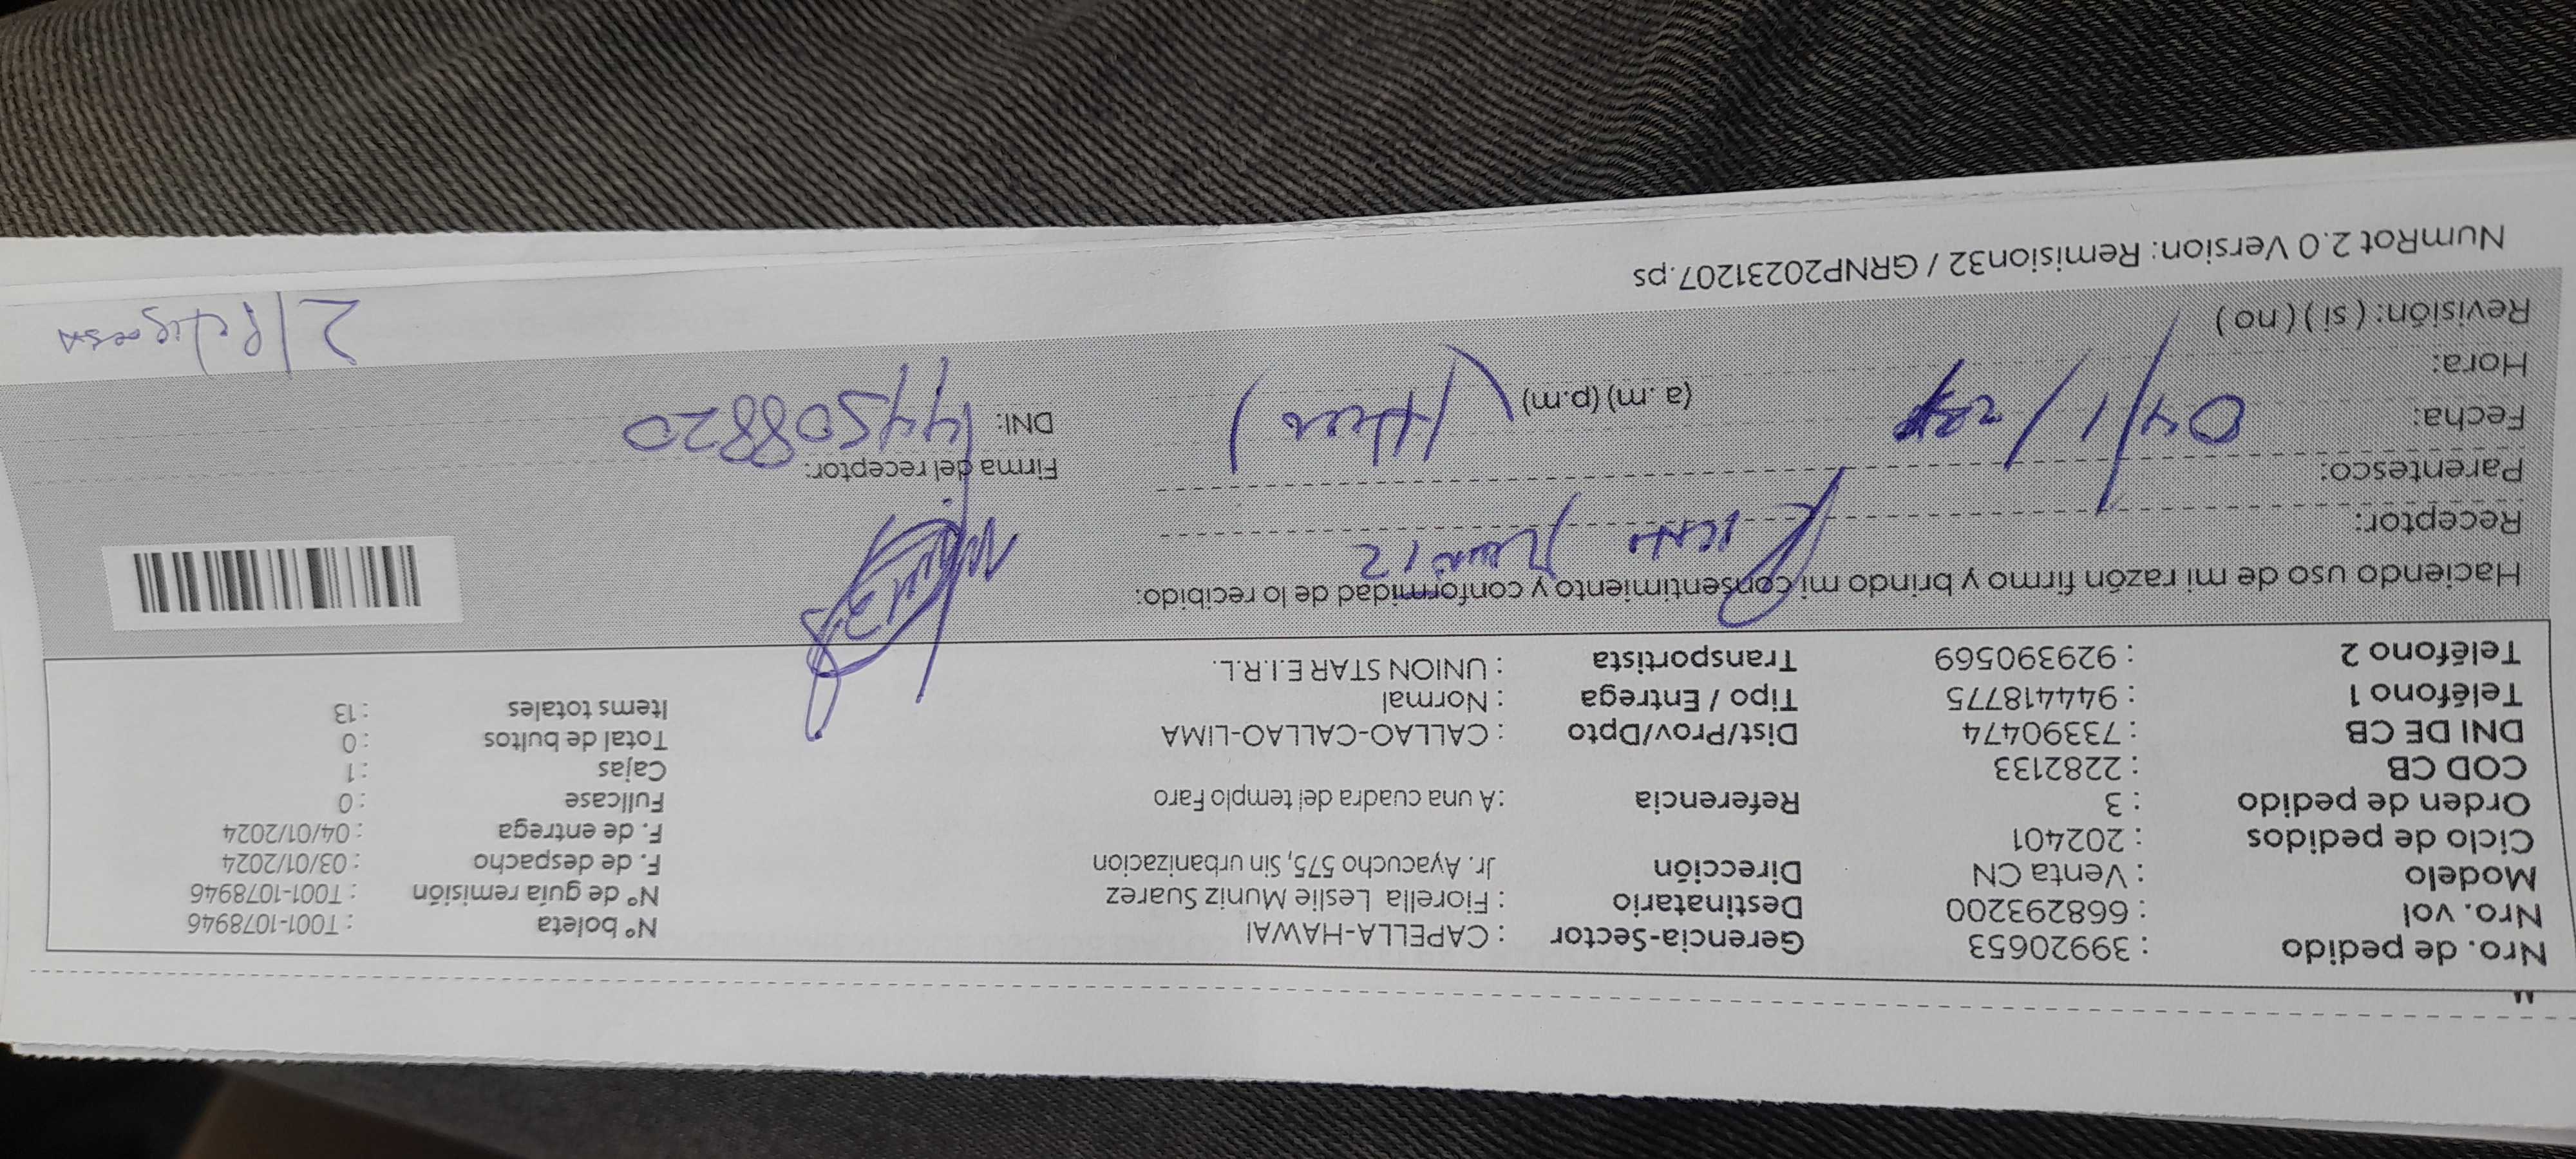 Nro. de pedido : 39920653 Gerencia-Sector : CAPELLA-HAWAI Nº boleta : T001-1078946
Nro. vol : 668293200 Destinatario : Fiorella Leslie Muniz Suarez Nº de guía remisión : T001-1078946
Modelo : Venta CN Dirección Jr. Ayacucho 575, Sin urbanizacion F. de despacho : 03/01/2024
Ciclo de pedidos : 202401 F. de entrega : 04/01/2024
Orden de pedido : 3 Referencia : A una cuadra del templo Faro Fullcase : 0
COD CB : 2282133 Cajas : 1
DNI DE CB : 73390474 Dist/Prov/Dpto : CALLAO-CALLAO-LIMA Total de bultos : 0
Teléfono 1 : 944418775 Tipo / Entrega : Normal Items totales : 13
Teléfono 2 : 929390569 Transportista : UNION STAR E.I.R.L.
Haciendo uso de mi razón firmo y brindo mi consentimiento y conformidad de lo recibido:
Receptor:
Parentesco: Firma del receptor:
Fecha: 04/1/ DNI: 44508820
Hora: (a.m) (p.m)
Revisión: ( si ) ( no )
NumRot 2.0 Version: Remision32 / GRNP20231207.ps